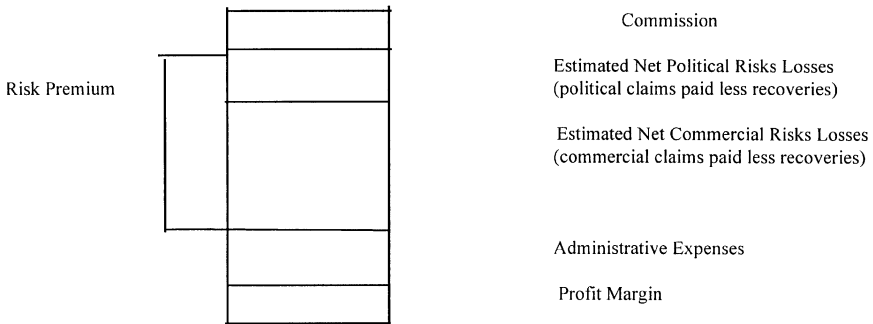 Commission
Estimated Net Political Risks Losses
(political claims paid less recoveries)
Risk Premium
Estimated Net Commercial Risks Losses
(commercial claims paid less recoveries)
Administrative Expenses
Profit Margin